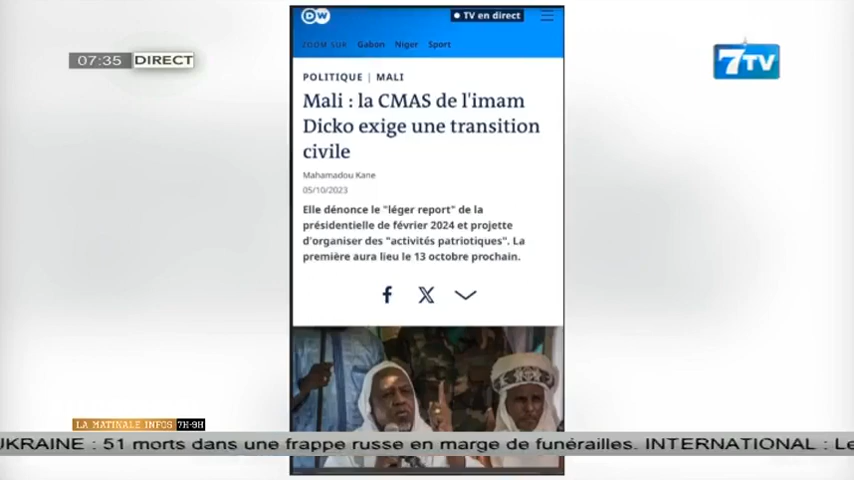 DW
TV en direct
ZOOM SUR Gabon Niger Sport
07:35 DIRECT
7TV
POLITIQUE | MALI
Mali : la CMAS de l'imam
Dicko exige une transition
civile
Mahamadou Kane
05/10/2023
Elle dénonce le "léger report" de la
présidentielle de février 2024 et projette
d'organiser des "activités patriotiques". La
première aura lieu le 13 octobre prochain.
LA MATINALE INFOS 7H-9H
UKRAINE : 51 morts dans une frappe russe en marge de funérailles. INTERNATIONAL : Le